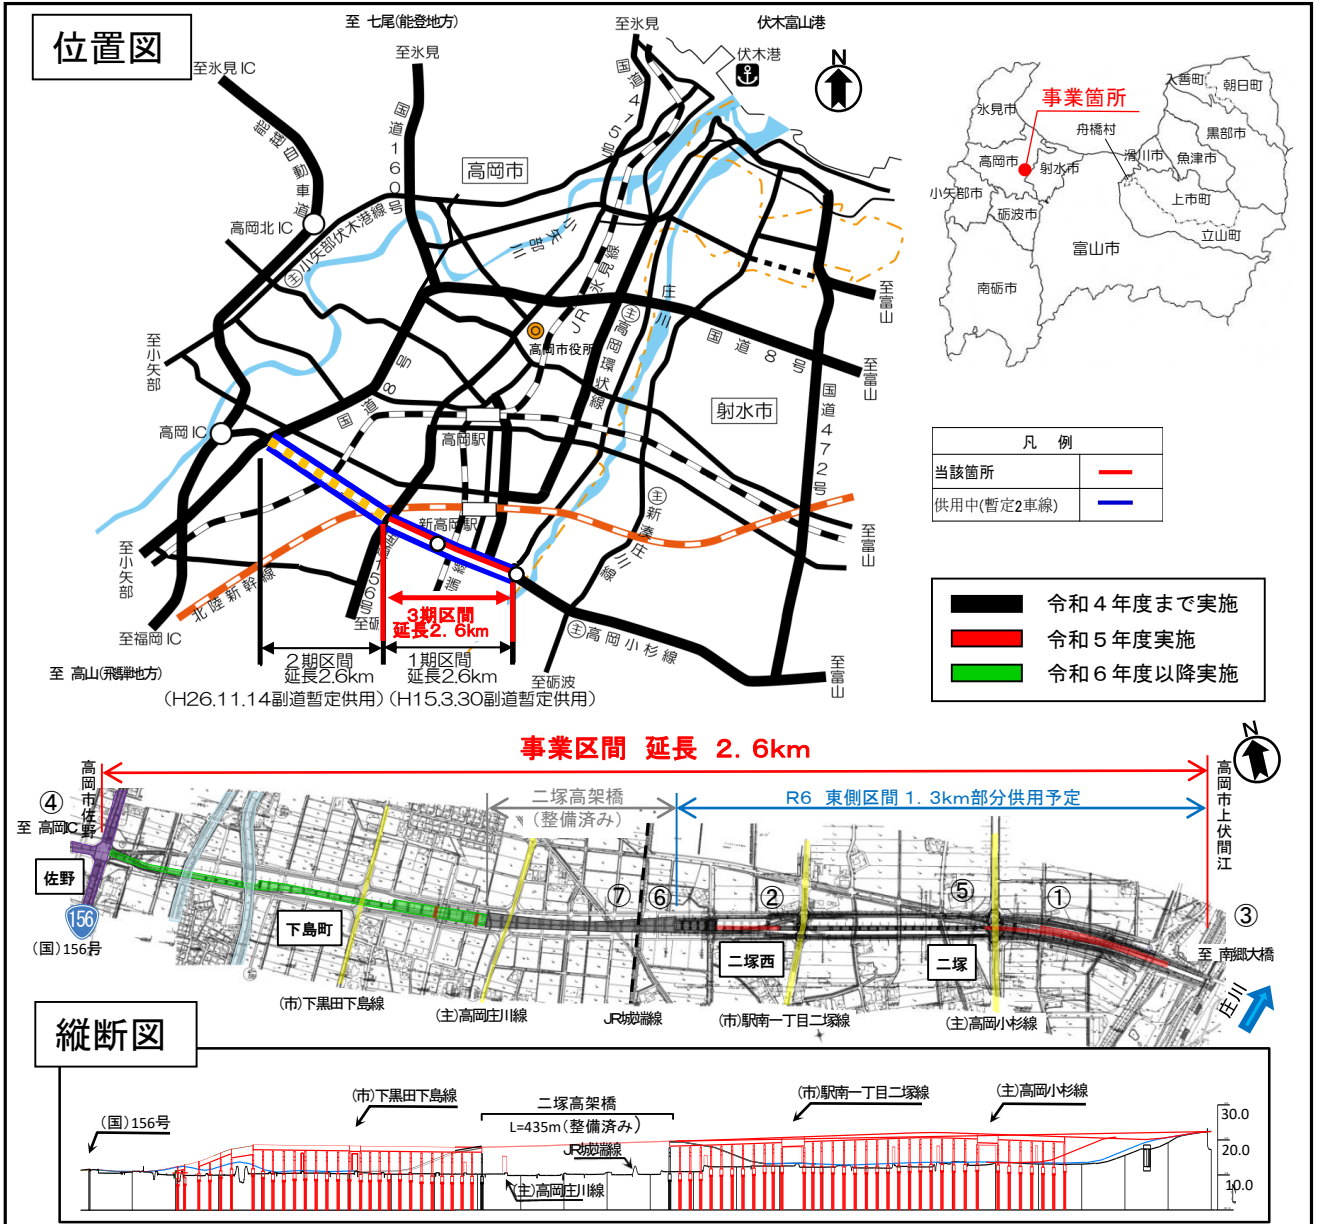 位置図
至 七尾(能登地方)
至氷見
伏木富山港
至氷見
至氷見 IC
伏木港
N
国道415号
国道160号
能越自動車道
高岡市
高岡北 IC
主 小矢部伏木港線
小矢部川
JR氷見線
庄川
主 高岡環状線
高岡市役所
国道8号
国道8号
国道472号
至富山
至富山
至小矢部
射水市
高岡 IC
高岡駅
新高岡駅
主 新湊庄川線
至小矢部
北陸新幹線
至富山
至福岡 IC
3期区間
延長2.6km
主 高岡小杉線
至 高山(飛騨地方)
2期区間
延長2.6km
1期区間
延長2.6km
至砺波
至富山
(H26.11.14副道暫定供用)
(H15.3.30副道暫定供用)
事業箇所
入善町
朝日町
氷見市
舟橋村
黒部市
高岡市
射水市
滑川市
魚津市
小矢部市
砺波市
上市町
立山町
富山市
南砺市
凡 例
当該箇所
供用中(暫定2車線)
令和4年度まで実施
令和5年度実施
令和6年度以降実施
事業区間 延長 2.6km
N
高岡市佐野
高岡市上伏間江
④
至 高岡IC
二塚高架橋
(整備済み)
R6 東側区間 1.3km部分供用予定
佐野
156
(国)156号
下島町
⑦
⑥
②
⑤
①
③
二塚西
二塚
至 南郷大橋
庄川
(市)下黒田下島線
(主)高岡庄川線
JR城端線
(市)駅南一丁目二塚線
(主)高岡小杉線
縦断図
(国)156号
(市)下黒田下島線
二塚高架橋
L=435m(整備済み)
JR城端線
(主)高岡庄川線
(市)駅南一丁目二塚線
(主)高岡小杉線
30.0
20.0
10.0